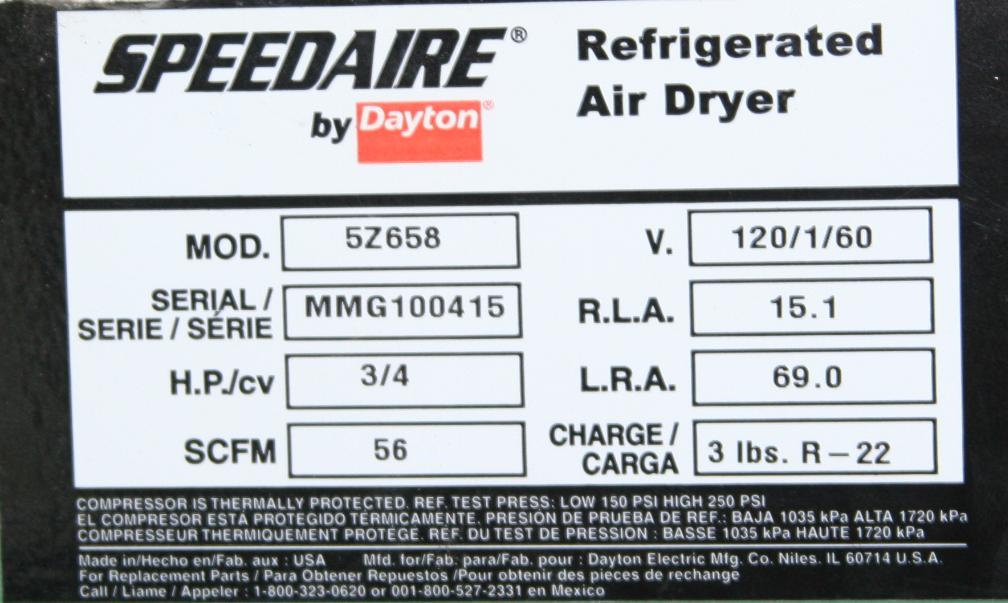 SPEEDAIRE®
by Dayton®
Refrigerated
Air Dryer
MOD. 5Z658
V. 120/1/60
SERIAL /
SERIE / SÉRIE MMG100415
R.L.A. 15.1
H.P./cv 3/4
L.R.A. 69.0
SCFM 56
CHARGE /
CARGA 3 lbs. R-22
COMPRESSOR IS THERMALLY PROTECTED. REF. TEST PRESS: LOW 150 PSI HIGH 250 PSI
EL COMPRESOR ESTÁ PROTEGIDO TÉRMICAMENTE. PRESIÓN DE PRUEBA DE REF.: BAJA 1035 kPa ALTA 1720 kPa
COMPRESSEUR THERMIQUEMENT PROTÉGÉ. REF. DU TEST DE PRESSION : BASSE 1035 kPa HAUTE 1720 kPa
Made in/Hecho en/Fab. aux : USA Mfd. for/Fab. para/Fab. pour : Dayton Electric Mfg. Co. Niles. IL 60714 U.S.A.
For Replacement Parts / Para Obtener Repuestos /Pour obtenir des pieces de rechange
Call / Llame / Appeler : 1-800-323-0620 or 001-800-527-2331 en Mexico